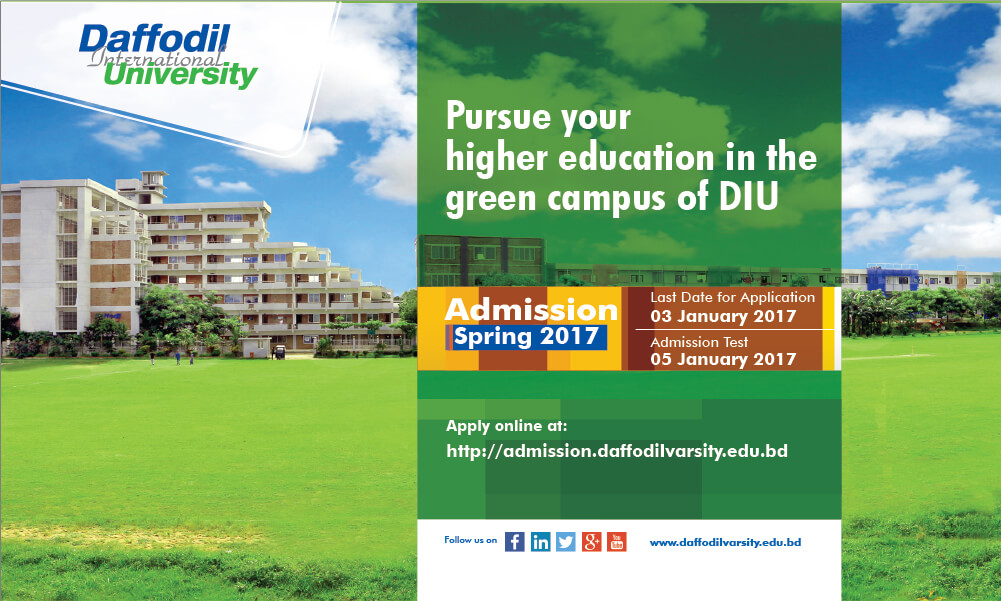 Daffodil
International
University
Pursue your
higher education in the
green campus of DIU
Admission
Spring 2017
Last Date for Application
03 January 2017
Admission Test
05 January 2017
Apply online at:
http://admission.daffodilvarsity.edu.bd
Follow us on
www.daffodilvarsity.edu.bd